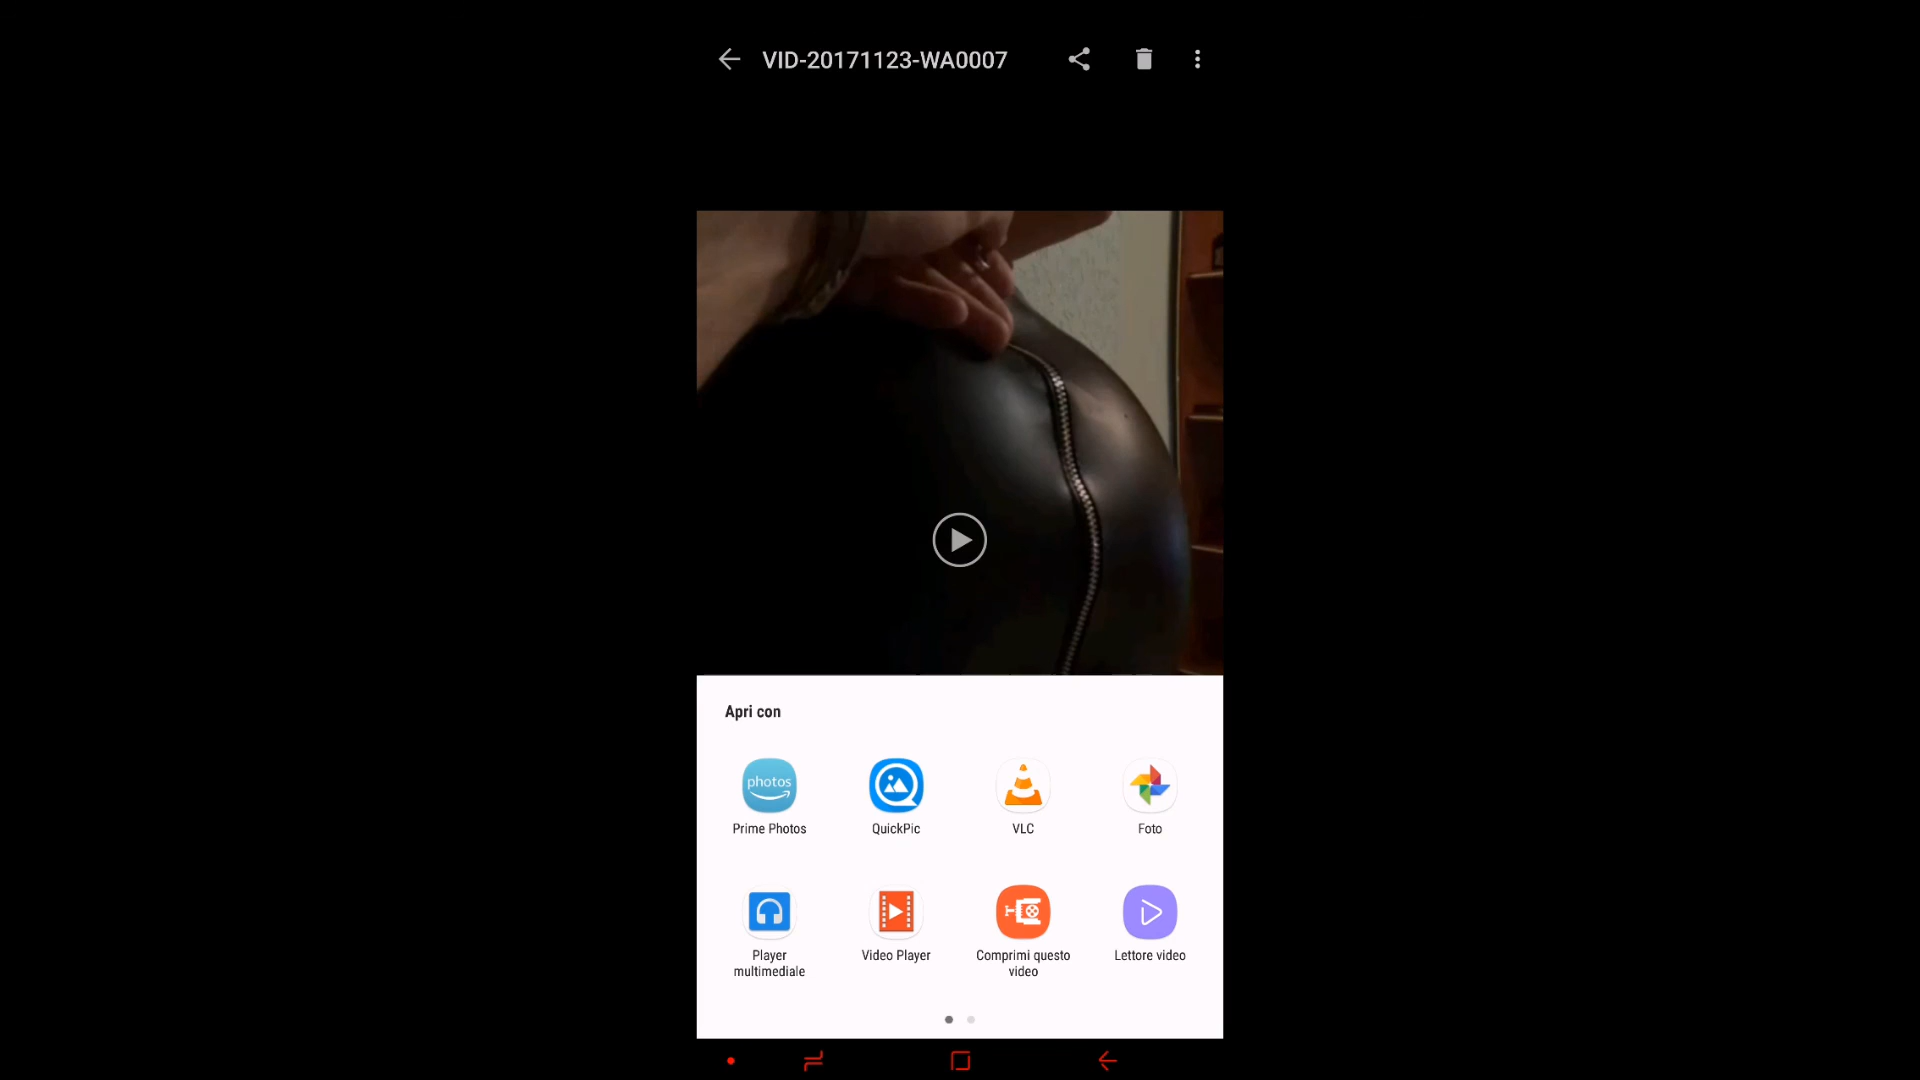 VID-20171123-WA0007
Apri con
photos
Prime Photos
QuickPic
VLC
Foto
Player
multimediale
Video Player
Comprimi questo
video
Lettore video